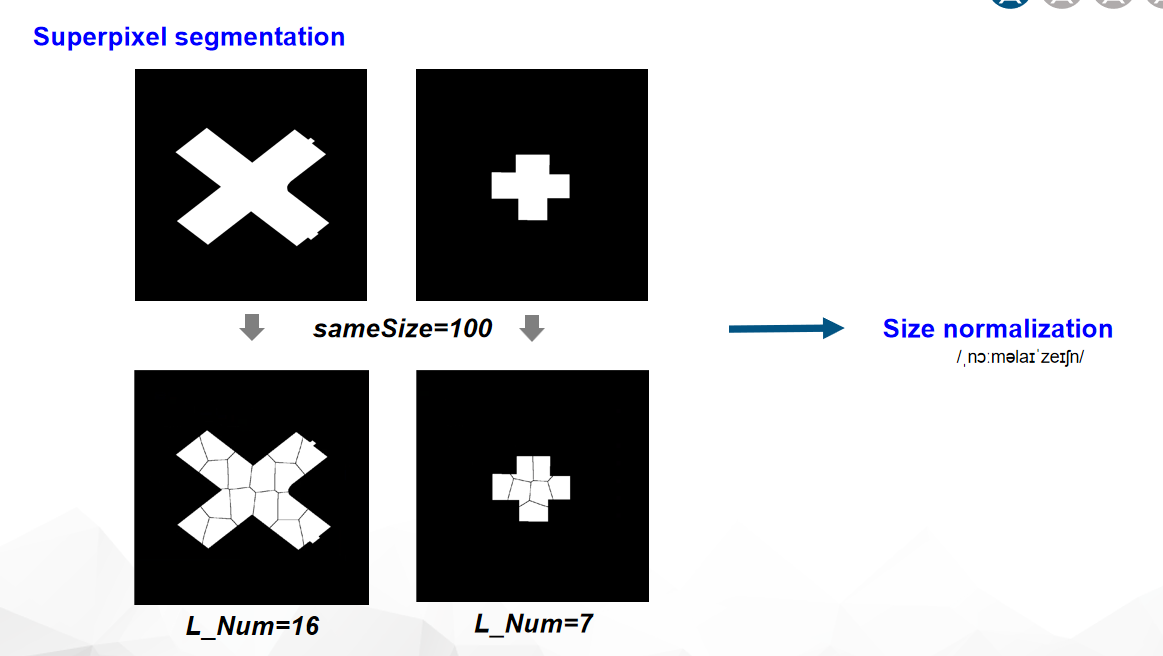 Superpixel segmentation
sameSize=100
Size normalization
/ˌnɔːməlaɪˈzeɪʃn/
L_Num=16
L_Num=7